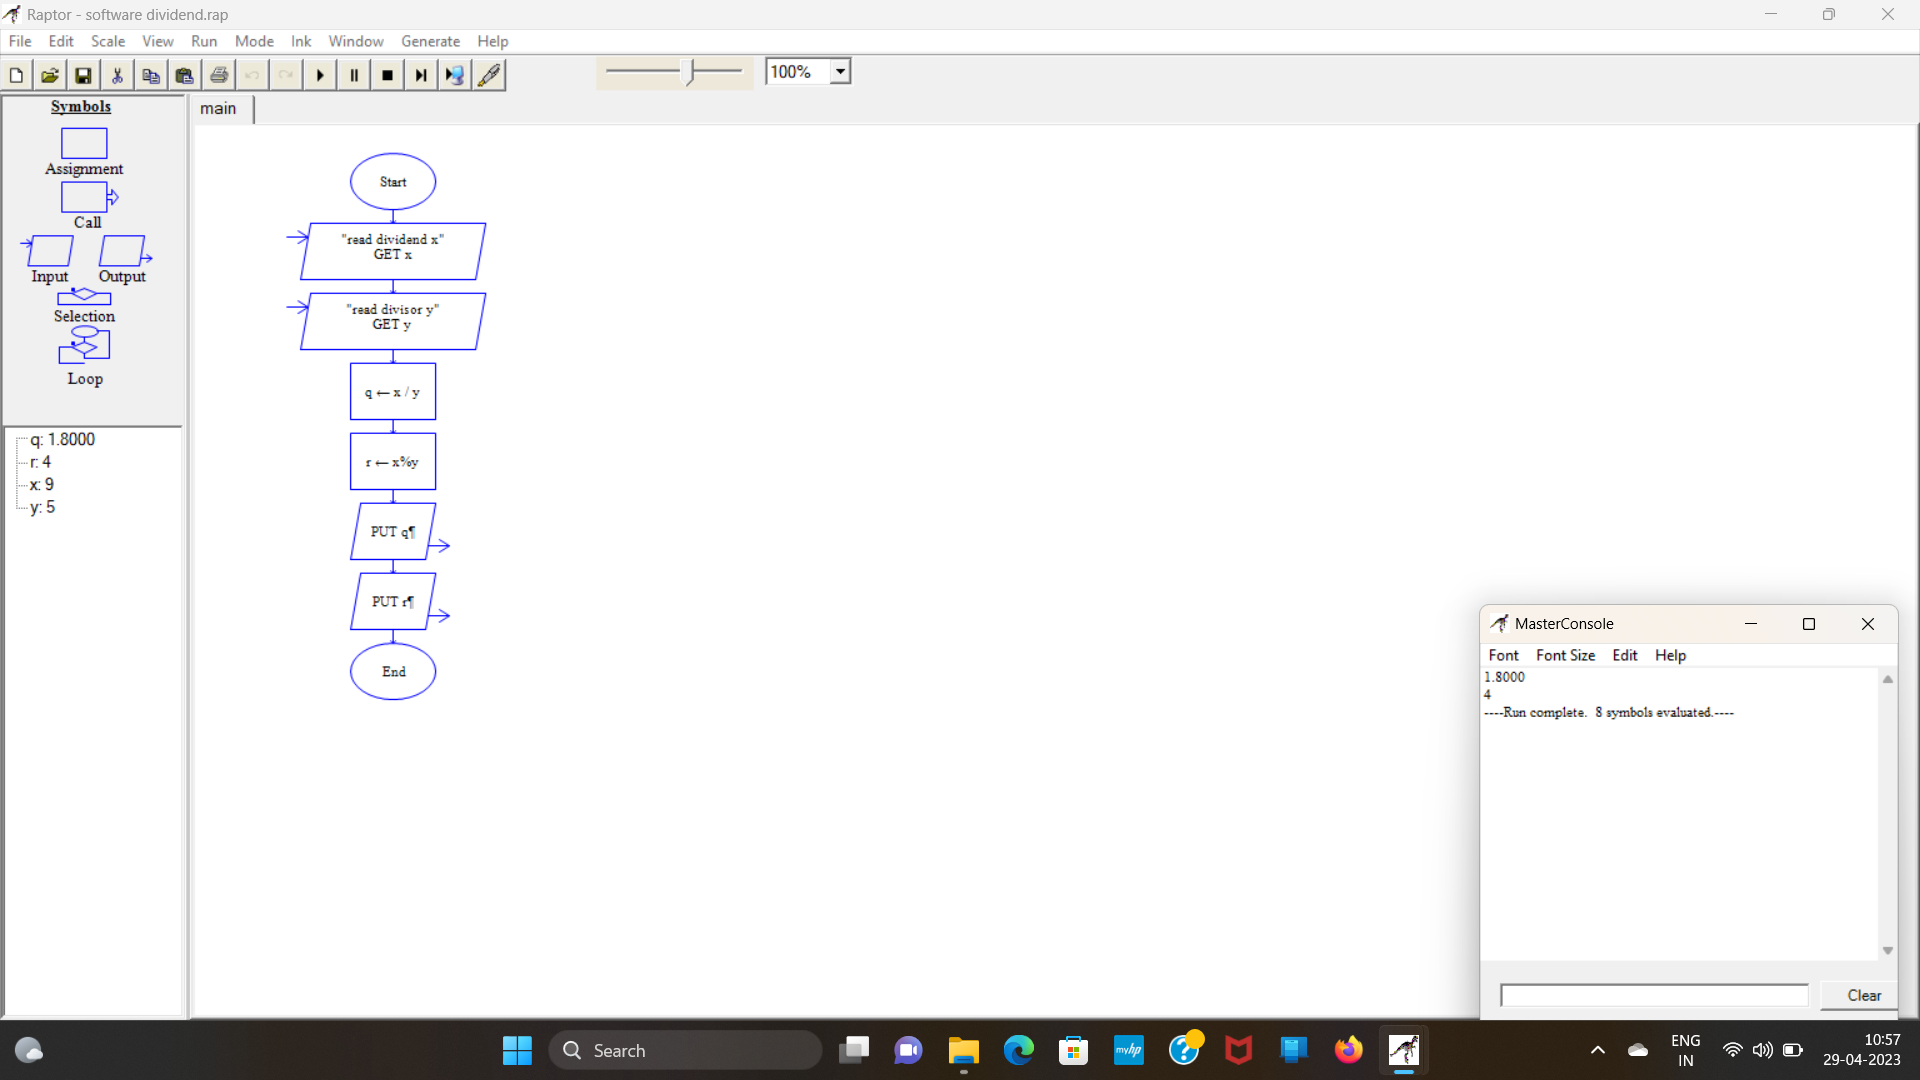 Raptor - software dividend.rap
File Edit Scale View Run Mode Ink Window Generate Help
100%
Symbols
Assignment
Call
Input Output
Selection
Loop
q: 1.8000
r: 4
x: 9
y: 5
main
Start
"read dividend x"
GET x
"read divisor y"
GET y
q ← x / y
r ← x%y
PUT q¶
PUT r¶
End
MasterConsole
Font Font Size Edit Help
1.8000
4
----Run complete.  8 symbols evaluated.----
Clear
Search
myhp
ENG
IN
10:57
29-04-2023